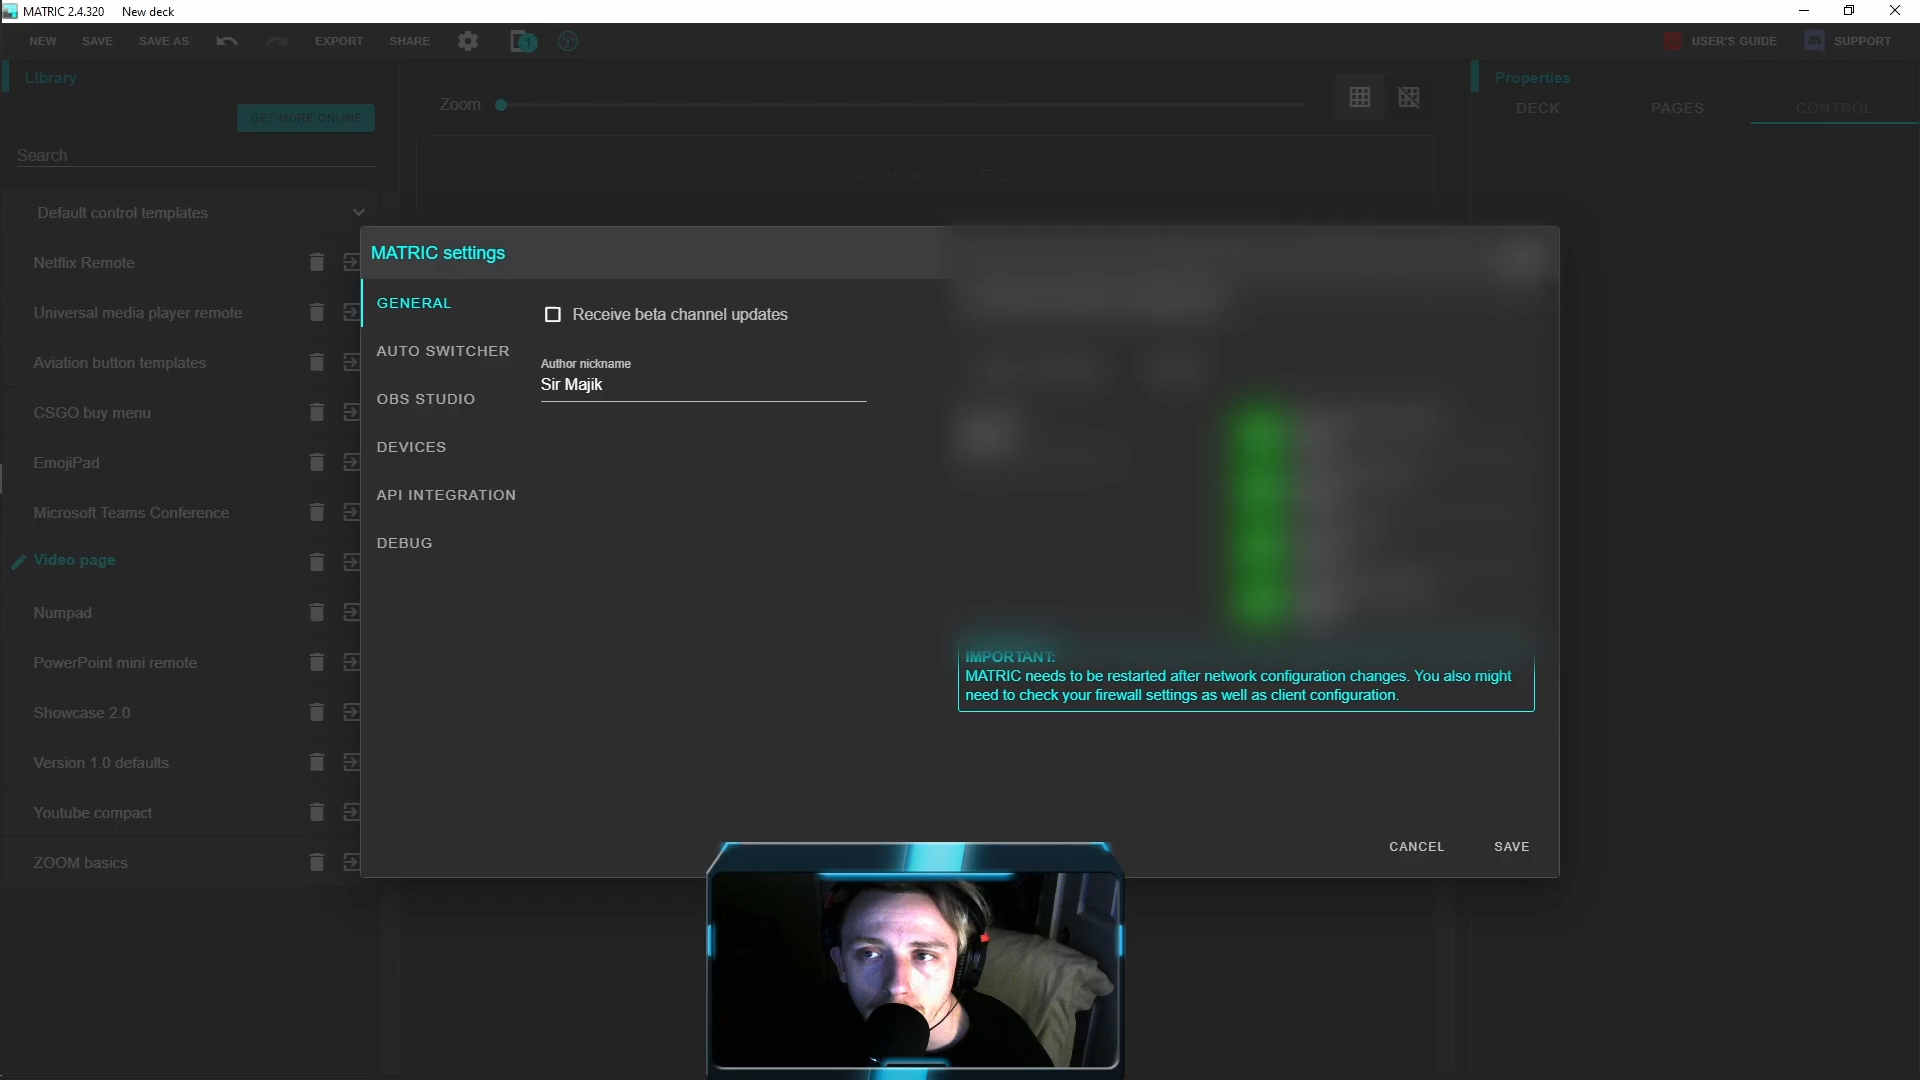 MATRIC 2.4.320 New deck
NEW SAVE SAVE AS EXPORT SHARE 1 USER'S GUIDE SUPPORT
Library
Zoom
Properties
DECK PAGES CONTROL
GET MORE ONLINE
Search
DRAG HERE TO DELETE
Default control templates
Netflix Remote
Universal media player remote
Aviation button templates
CSGO buy menu
EmojiPad
Microsoft Teams Conference
Video page
Numpad
PowerPoint mini remote
Showcase 2.0
Version 1.0 defaults
Youtube compact
ZOOM basics
MATRIC settings
GENERAL
AUTO SWITCHER
OBS STUDIO
DEVICES
API INTEGRATION
DEBUG
Receive beta channel updates
Author nickname
Sir Majik
IMPORTANT:
MATRIC needs to be restarted after network configuration changes. You also might
need to check your firewall settings as well as client configuration.
CANCEL SAVE